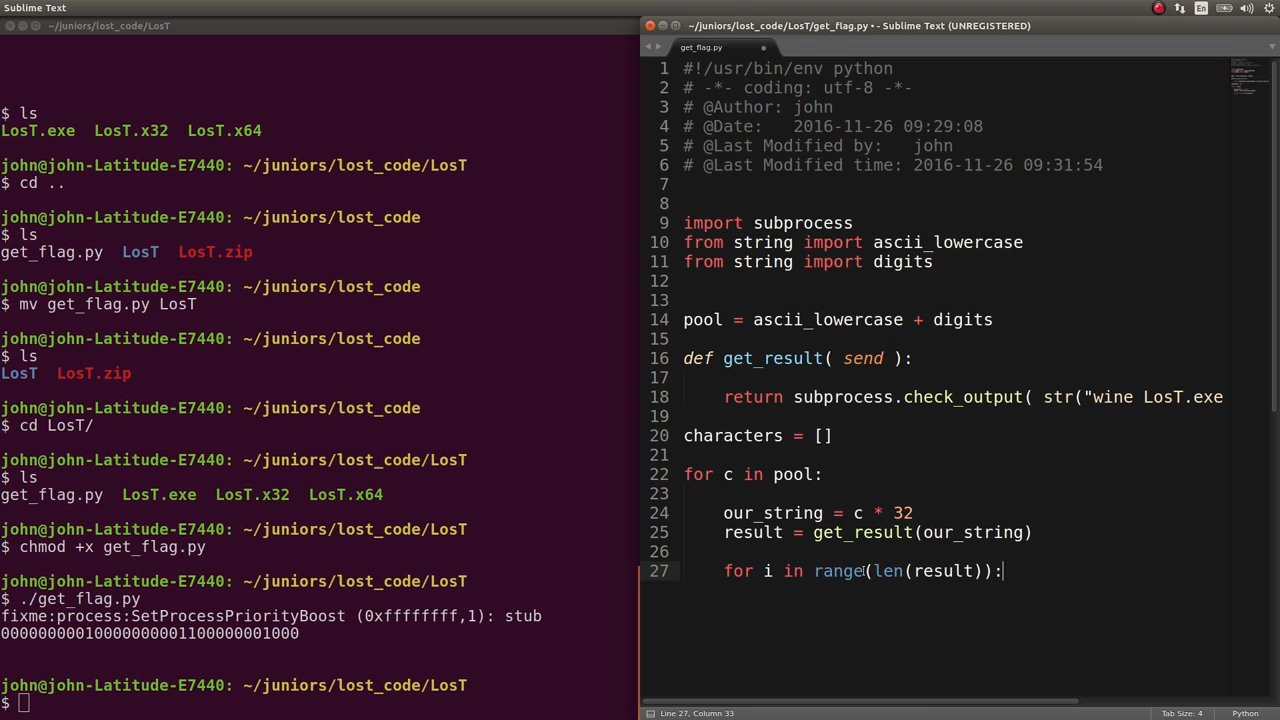 Sublime Text
En
~/juniors/lost_code/LosT
$ ls
LosT.exe  LosT.x32  LosT.x64
john@john-Latitude-E7440: ~/juniors/lost_code/LosT
$ cd ..
john@john-Latitude-E7440: ~/juniors/lost_code
$ ls
get_flag.py  LosT  LosT.zip
john@john-Latitude-E7440: ~/juniors/lost_code
$ mv get_flag.py LosT
john@john-Latitude-E7440: ~/juniors/lost_code
$ ls
LosT  LosT.zip
john@john-Latitude-E7440: ~/juniors/lost_code
$ cd LosT/
john@john-Latitude-E7440: ~/juniors/lost_code/LosT
$ ls
get_flag.py  LosT.exe  LosT.x32  LosT.x64
john@john-Latitude-E7440: ~/juniors/lost_code/LosT
$ chmod +x get_flag.py
john@john-Latitude-E7440: ~/juniors/lost_code/LosT
$ ./get_flag.py
fixme:process:SetProcessPriorityBoost (0xffffffff,1): stub
00000000010000000001100000001000
john@john-Latitude-E7440: ~/juniors/lost_code/LosT
$
~/juniors/lost_code/LosT/get_flag.py • - Sublime Text (UNREGISTERED)
get_flag.py
1 #!/usr/bin/env python
2 # -*- coding: utf-8 -*-
3 # @Author: john
4 # @Date:   2016-11-26 09:29:08
5 # @Last Modified by:   john
6 # @Last Modified time: 2016-11-26 09:31:54
7
8
9 import subprocess
10 from string import ascii_lowercase
11 from string import digits
12
13
14 pool = ascii_lowercase + digits
15
16 def get_result( send ):
17
18     return subprocess.check_output( str("wine LosT.exe
19
20 characters = []
21
22 for c in pool:
23
24     our_string = c * 32
25     result = get_result(our_string)
26
27     for i in range(len(result)):
Line 27, Column 33
Tab Size: 4
Python